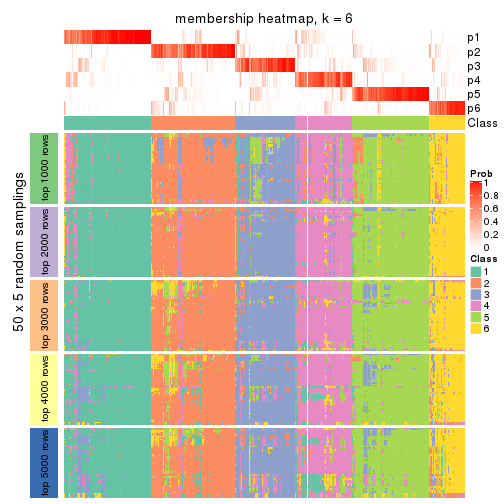 membership heatmap, k = 6
p1
p2
p3
p4
p5
p6
Class
50 x 5 random samplings
top 1000 rows
top 2000 rows
top 3000 rows
top 4000 rows
top 5000 rows
Prob
1
0.8
0.6
0.4
0.2
0
Class
1
2
3
4
5
6